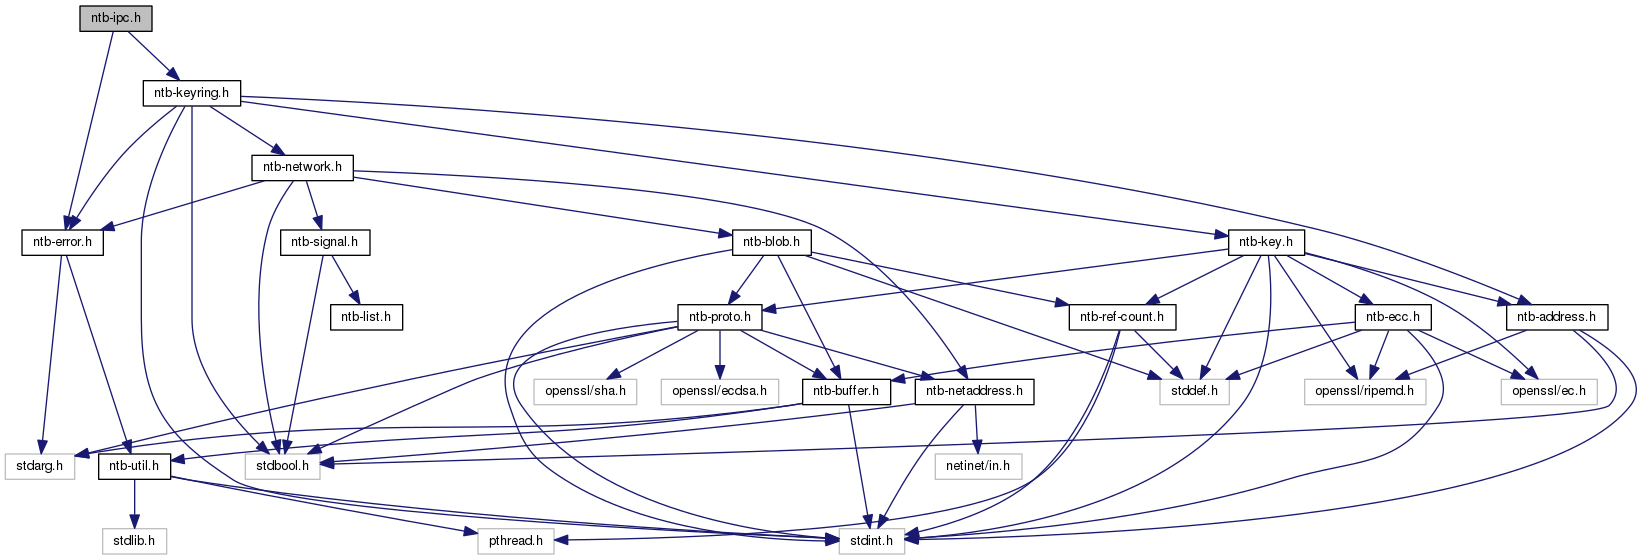 ntb-ipc.h
ntb-keyring.h
ntb-network.h
ntb-error.h
ntb-signal.h
ntb-blob.h
ntb-key.h
ntb-list.h
ntb-proto.h
ntb-ref-count.h
ntb-ecc.h
ntb-address.h
openssl/sha.h
openssl/ecdsa.h
ntb-buffer.h
ntb-netaddress.h
stddef.h
openssl/ripemd.h
openssl/ec.h
stdarg.h
ntb-util.h
stdbool.h
netinet/in.h
stdlib.h
pthread.h
stdint.h